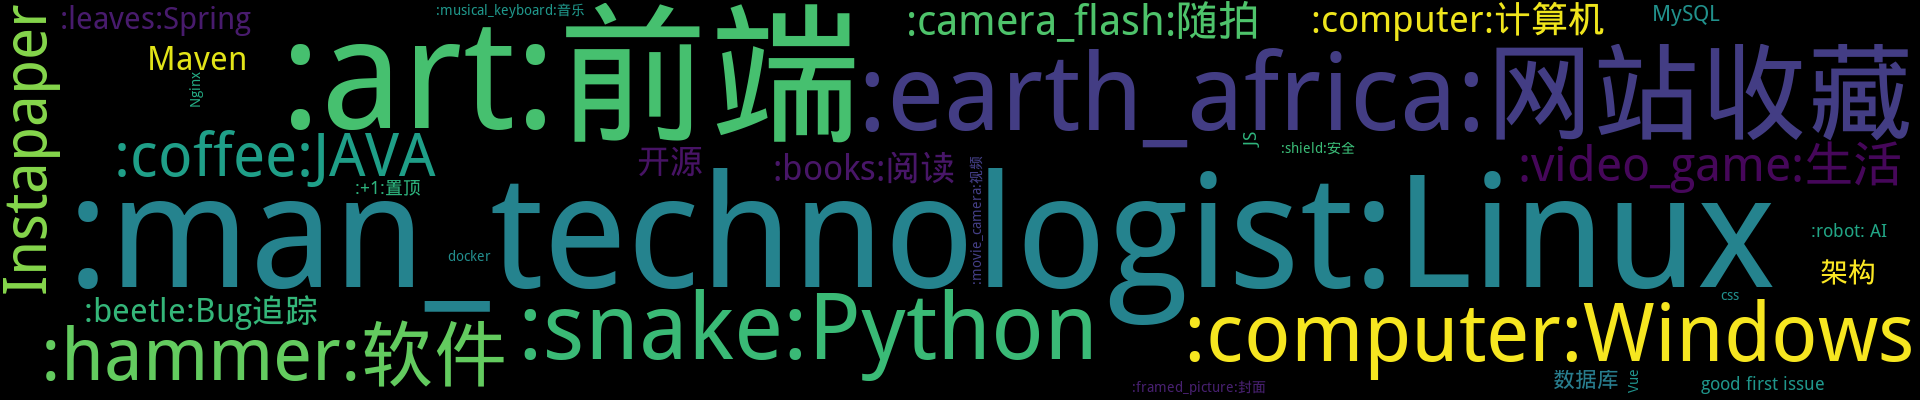 :leaves:Spring
:musical_keyboard:音乐
:camera_flash:随拍
:computer:计算机
MySQL
Instapaper
Maven
Nginx
:art:前端
:earth_africa:网站收藏
:coffee:JAVA
开源
:books:阅读
JS
:shield:安全
:video_game:生活
:+1:置顶
:movie_camera:视频
:man_technologist:Linux
docker
:robot: AI
架构
:beetle:Bug追踪
css
:hammer:软件
:snake:Python
:computer:Windows
:framed_picture:封面
数据库
Vue
good first issue